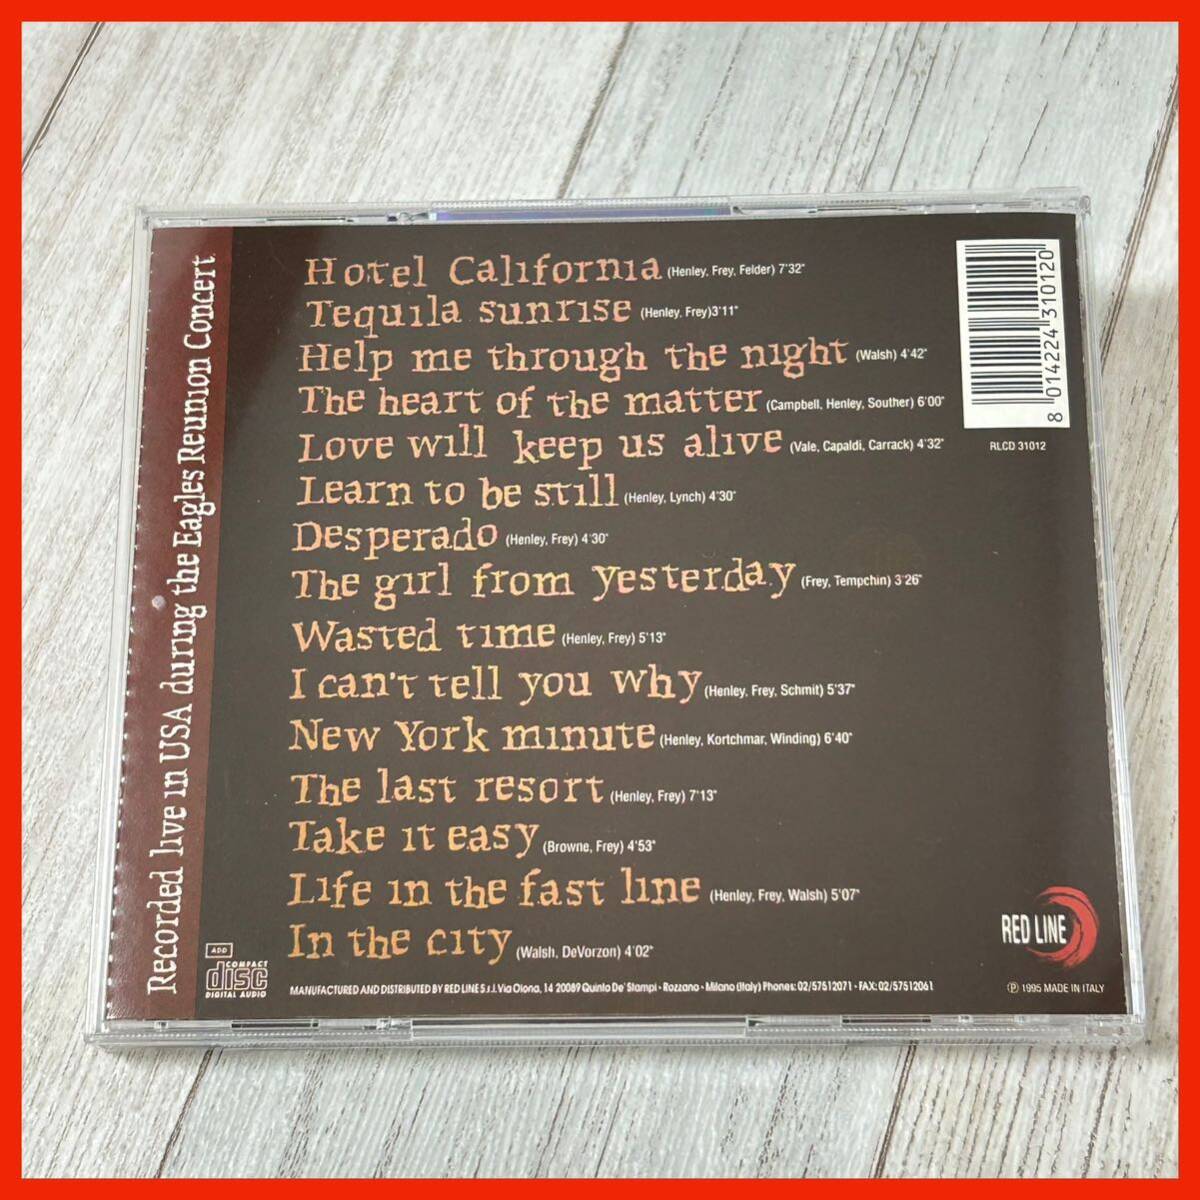 Recorded live in USA during the Eagles Reunion Concert
Hotel California (Henley, Frey, Felder) 7'32"
Tequila sunrise (Henley, Frey)3'11"
Help me through the night (Walsh) 4'42"
The heart of the matter (Campbell, Henley, Souther) 6'00"
Love will keep us alive (Vale, Capaldi, Carrack) 4'32"
Learn to be still (Henley, Lynch) 4'30"
Desperado (Henley, Frey) 4'30"
The girl from yesterday (Frey, Tempchin) 3'26"
Wasted time (Henley, Frey) 5'13"
I can't tell you why (Henley, Frey, Schmit) 5'37"
New York minute (Henley, Kortchmar, Winding) 6'40"
The last resort (Henley, Frey) 7'13"
Take it easy (Browne, Frey) 4'53"
Life in the fast line (Henley, Frey, Walsh) 5'07"
In the city (Walsh, DeVorzon) 4'02"
8 014224 310120
RLCD 31012
RED LINE
ADD
COMPACT
disc
DIGITAL AUDIO
MANUFACTURED AND DISTRIBUTED BY RED LINE S.r.l. Via Olona, 14 20089 Quinto De' Stampi - Rozzano - Milano (Italy) Phones: 02/57512071 - FAX: 02/57512061
℗ 1995 MADE IN ITALY